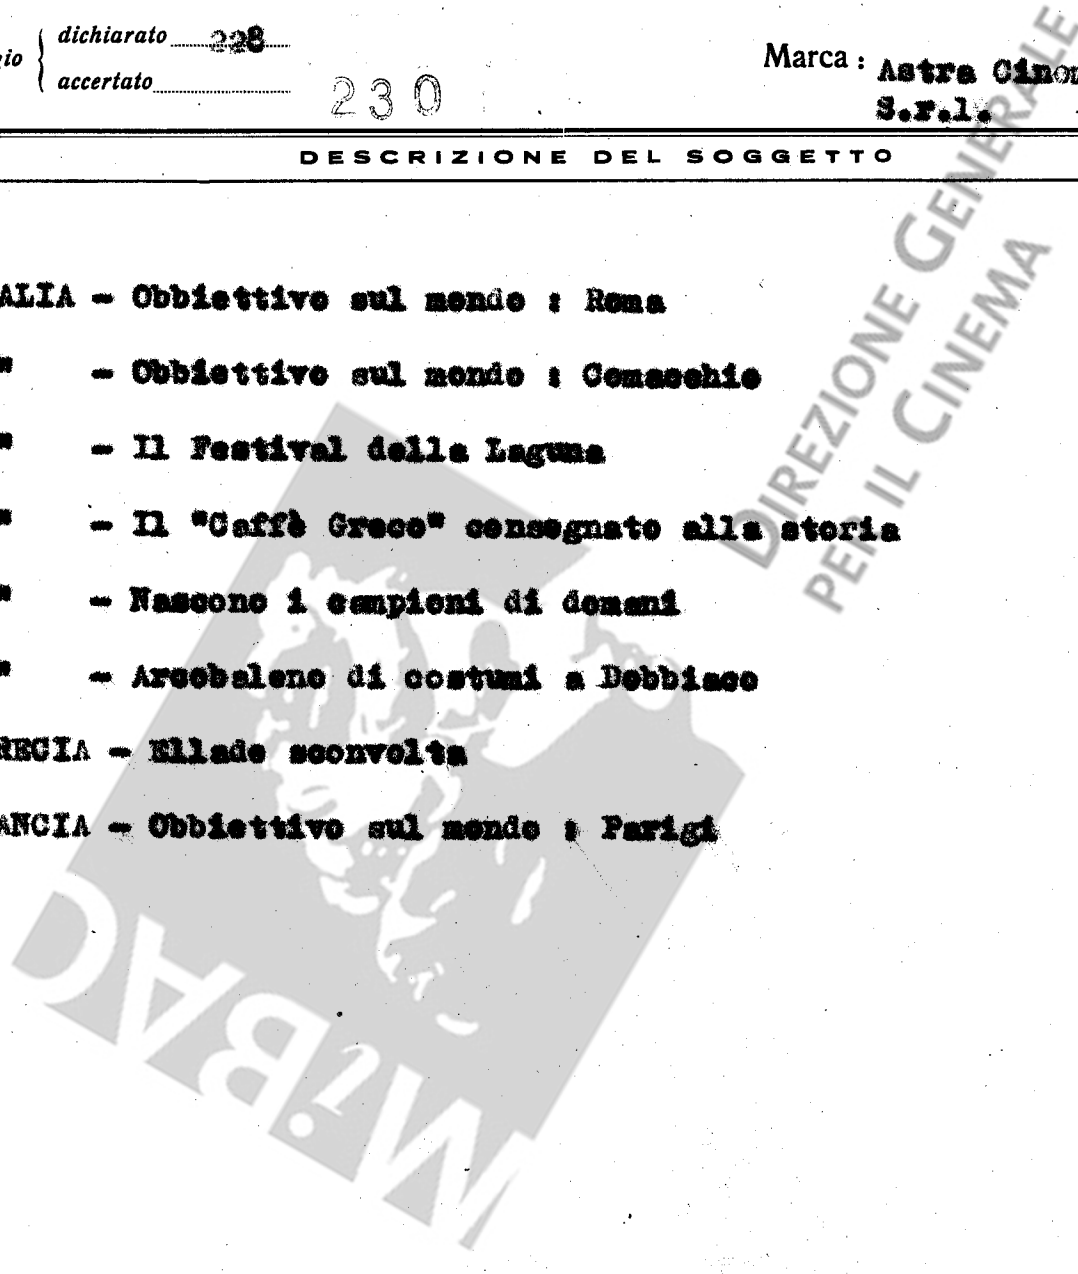 dichiarato 228
accertato
230
Marca : Astra
S.r.l.
DESCRIZIONE DEL SOGGETTO
ALIA - Obbiettivo sul mondo : Roma
" - Obbiettivo sul mondo : Comacchio
" - Il Festival della Laguna
" - Il "Caffè Greco" consegnato alla storia
" - Nascono i campioni di domani
" - Arcobaleno di costumi a Dobbiaco
RECIA - Ellade sconvolta
ANCIA - Obbiettivo sul mondo : Parigi
DIREZIONE GENERALE
PER IL CINEMA
MiBAC